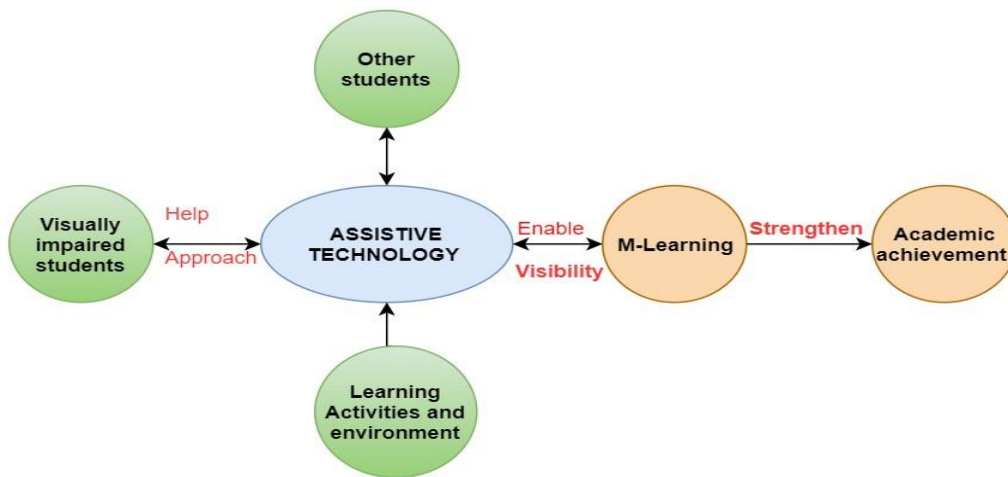 Other
students
Visually
impaired
students
Help
Approach
ASSISTIVE
TECHNOLOGY
Enable
Visibility
M-Learning
Strengthen
Academic
achievement
Learning
Activities and
environment